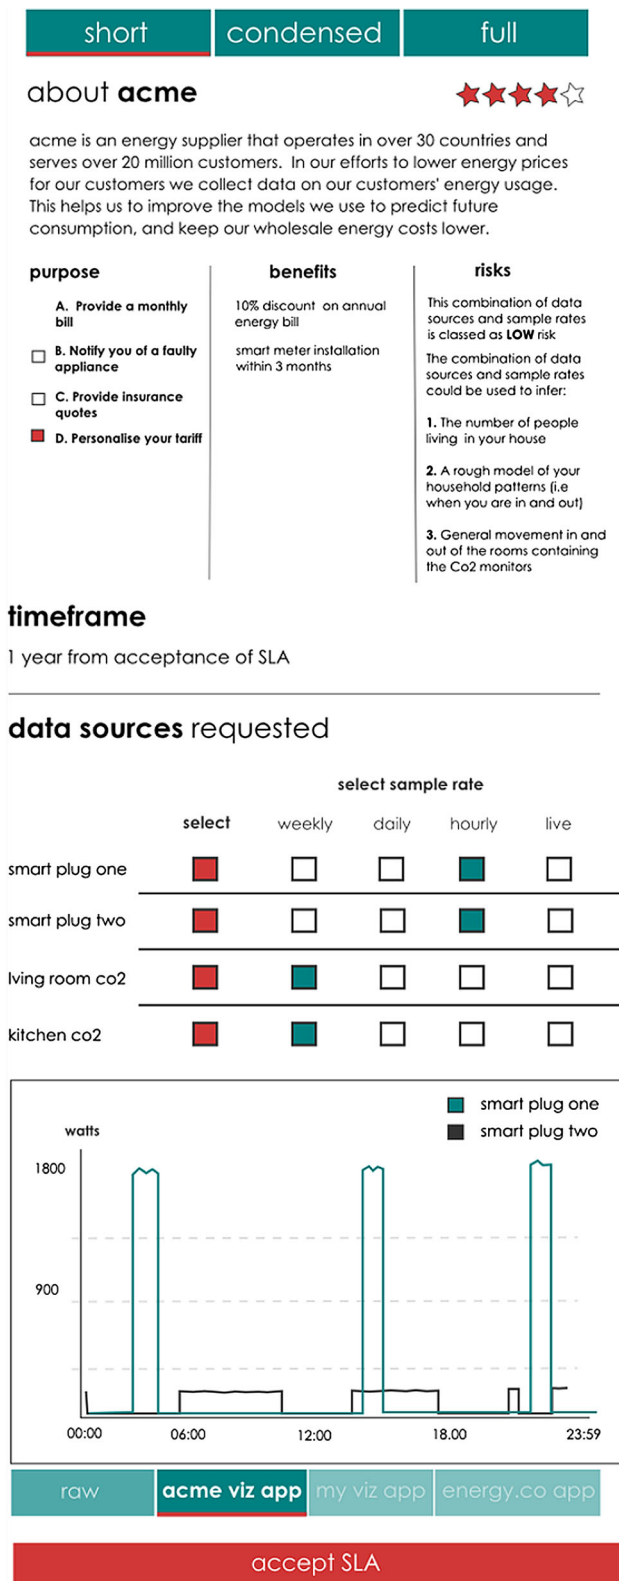 short condensed full
about acme
acme is an energy supplier that operates in over 30 countries and
serves over 20 million customers. In our efforts to lower energy prices
for our customers we collect data on our customers' energy usage.
This helps us to improve the models we use to predict future
consumption, and keep our wholesale energy costs lower.
purpose
A. Provide a monthly
bill
B. Notify you of a faulty
appliance
C. Provide insurance
quotes
D. Personalise your tariff
benefits
10% discount on annual
energy bill
smart meter installation
within 3 months
risks
This combination of data
sources and sample rates
is classed as LOW risk
The combination of data
sources and sample rates
could be used to infer:
1. The number of people
living in your house
2. A rough model of your
household patterns (i.e
when you are in and out)
3. General movement in and
out of the rooms containing
the Co2 monitors
timeframe
1 year from acceptance of SLA
data sources requested
select sample rate
select weekly daily hourly live
smart plug one
smart plug two
lving room co2
kitchen co2
smart plug one
smart plug two
watts
1800
900
00:00 06:00 12:00 18.00 23:59
raw acme viz app my viz app energy.co app
accept SLA